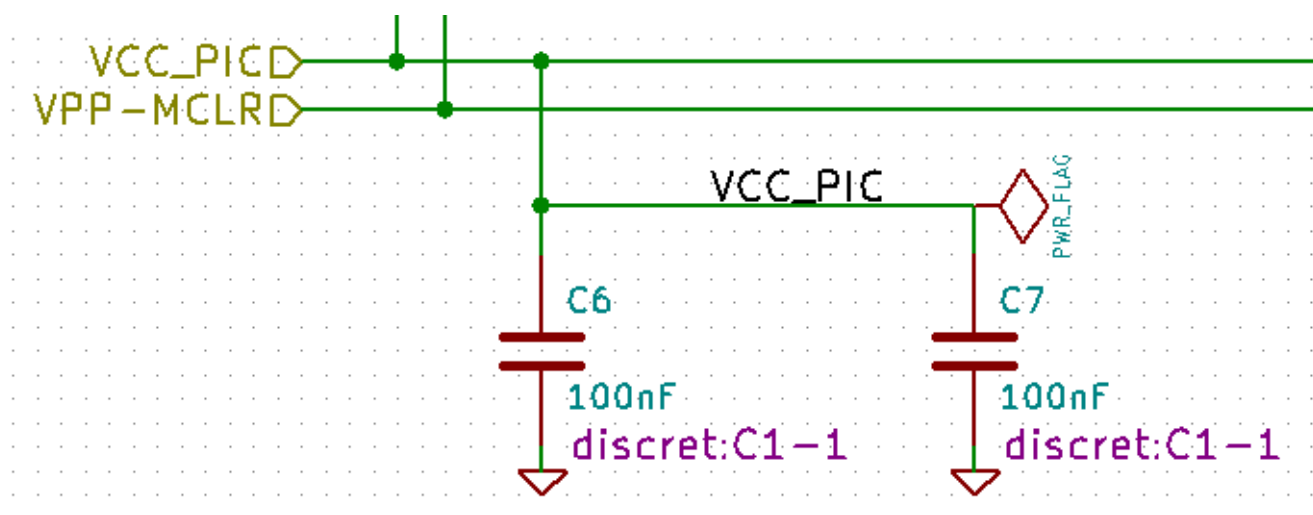 VCC_PIC
VPP-MCLR
VCC_PIC
PWR_FLAG
C6
C7
100nF
100nF
discret:C1-1
discret:C1-1